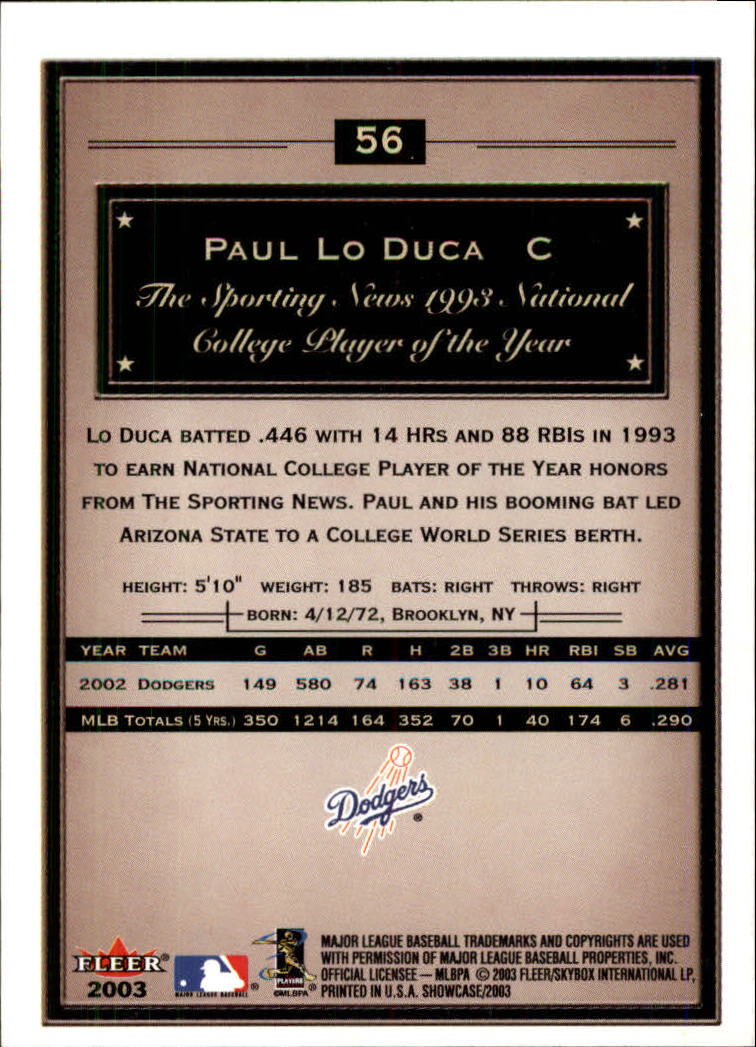 56
PAUL LO DUCA C
The Sporting News 1993 National
College Player of the Year
LO DUCA BATTED .446 WITH 14 HRS AND 88 RBIS IN 1993
TO EARN NATIONAL COLLEGE PLAYER OF THE YEAR HONORS
FROM THE SPORTING NEWS. PAUL AND HIS BOOMING BAT LED
ARIZONA STATE TO A COLLEGE WORLD SERIES BERTH.
HEIGHT: 5'10" WEIGHT: 185 BATS: RIGHT THROWS: RIGHT
BORN: 4/12/72, BROOKLYN, NY
YEAR TEAM G AB R H 2B 3B HR RBI SB AVG
2002 DODGERS 149 580 74 163 38 1 10 64 3 .281
MLB TOTALS (5 YRS.) 350 1214 164 352 70 1 40 174 6 .290
Dodgers ®
FLEER ®
2003
MAJOR LEAGUE BASEBALL ®
PLAYERS
©MLBPA ®
MAJOR LEAGUE BASEBALL TRADEMARKS AND COPYRIGHTS ARE USED
WITH PERMISSION OF MAJOR LEAGUE BASEBALL PROPERTIES, INC.
OFFICIAL LICENSEE — MLBPA © 2003 FLEER/SKYBOX INTERNATIONAL LP,
PRINTED IN U.S.A. SHOWCASE/2003